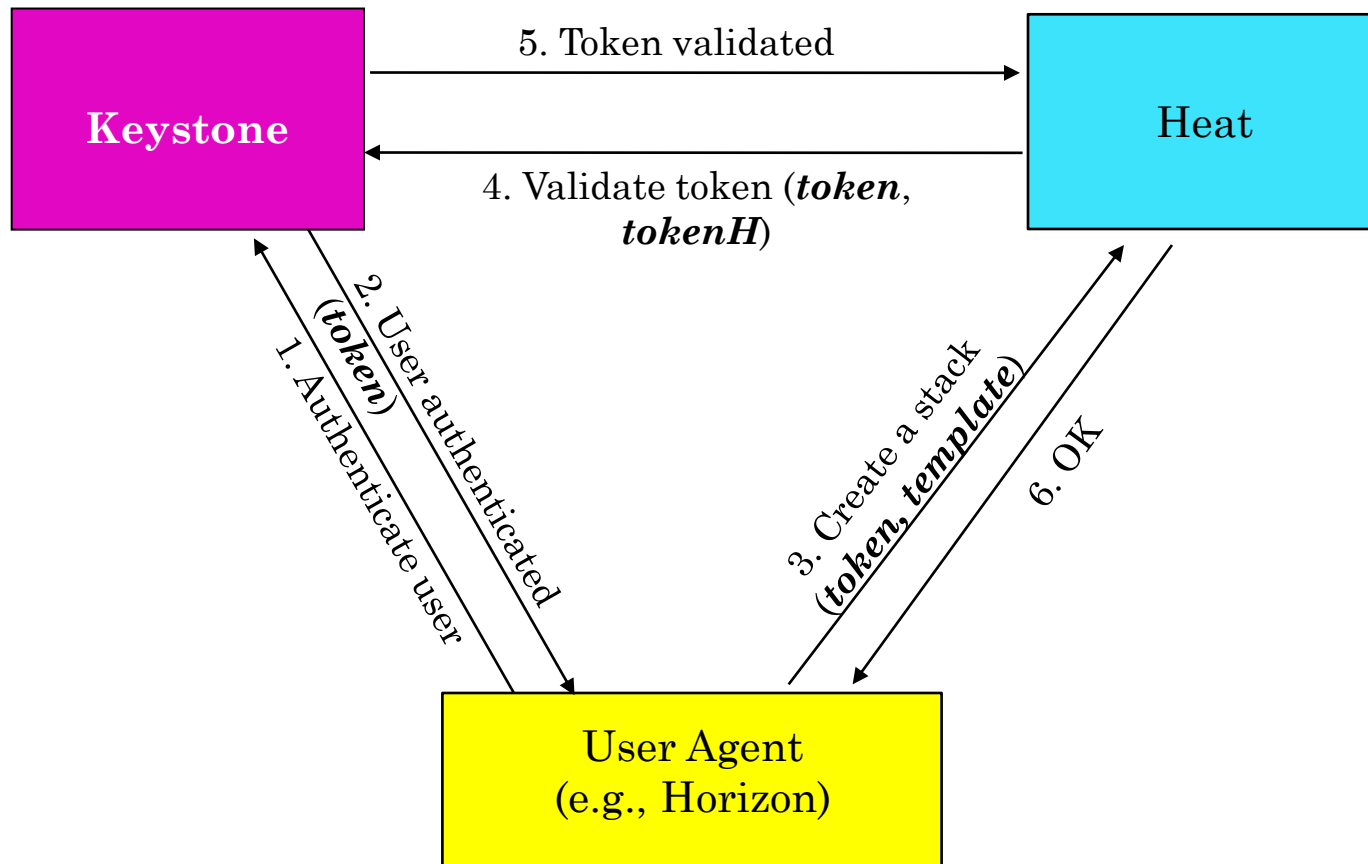 5. Token validated
Keystone
Heat
4. Validate token (token,
tokenH)
1. Authenticate user
2. User authenticated
(token)
3. Create a stack
(token, template)
6. OK
User Agent
(e.g., Horizon)